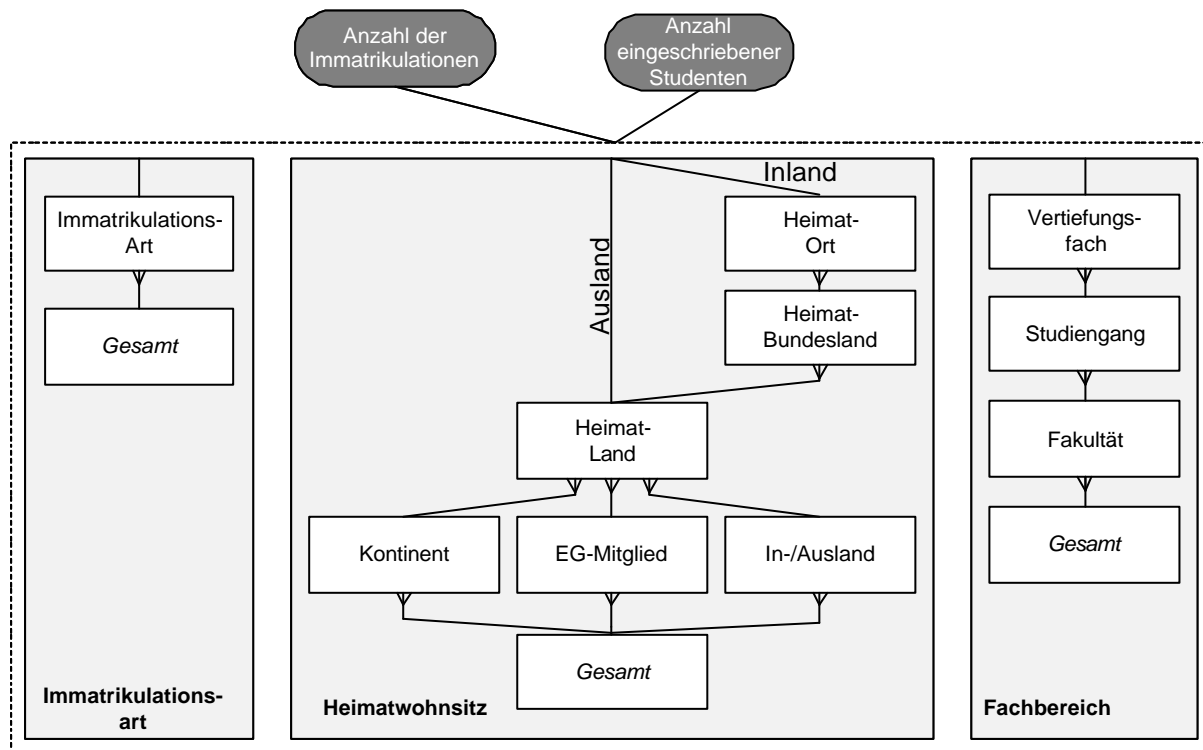 Anzahl der
Immatrikulationen
Anzahl
eingeschriebener
Studenten
Immatrikulations-
Art
Gesamt
Immatrikulations-
art
Inland
Ausland
Heimat-
Ort
Heimat-
Bundesland
Heimat-
Land
Kontinent
EG-Mitglied
In-/Ausland
Gesamt
Heimatwohnsitz
Vertiefungs-
fach
Studiengang
Fakultät
Gesamt
Fachbereich